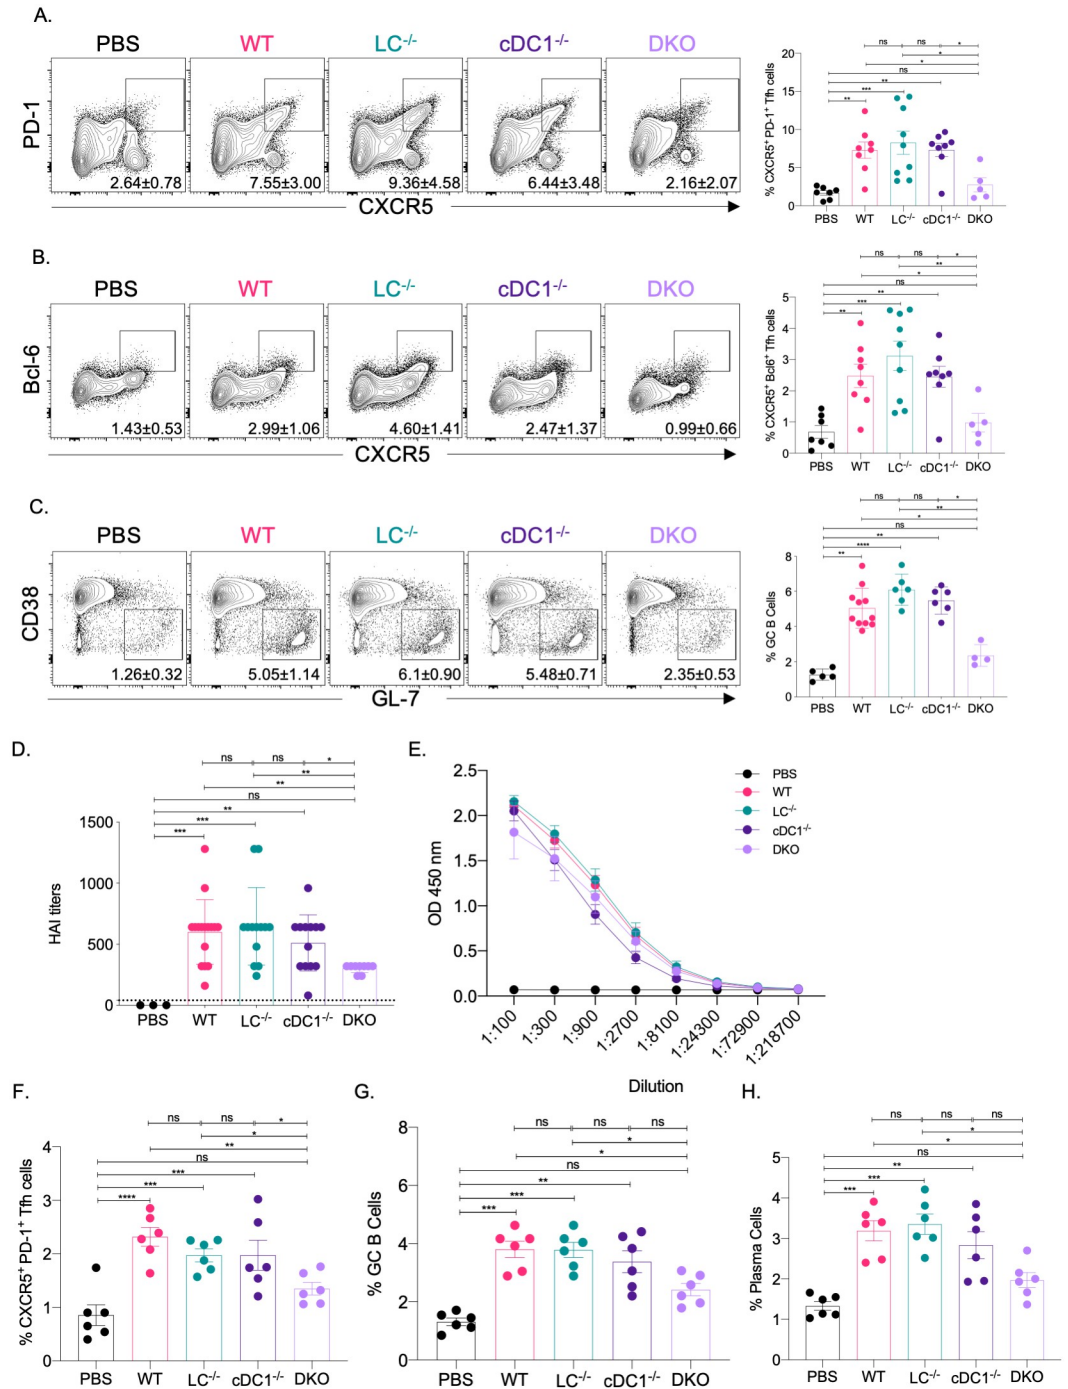 A.
PBS WT LC-/- cDC1-/- DKO
PD-1
2.64±0.78 7.55±3.00 9.36±4.58 6.44±3.48 2.16±2.07
CXCR5
ns ns *
*
*
ns
**
***
**
% CXCR5+ PD-1+ Tfh cells
20
15
10
5
0
PBS WT LC-/- cDC1-/- DKO
B.
PBS WT LC-/- cDC1-/- DKO
Bcl-6
1.43±0.53 2.99±1.06 4.60±1.41 2.47±1.37 0.99±0.66
CXCR5
ns ns *
**
*
ns
**
***
**
% CXCR5+ Bcl6+ Tfh cells
5
4
3
2
1
0
PBS WT LC-/- cDC1-/- DKO
C.
PBS WT LC-/- cDC1-/- DKO
CD38
1.26±0.32 5.05±1.14 6.1±0.90 5.48±0.71 2.35±0.53
GL-7
ns ns *
**
*
ns
**
****
**
% GC B Cells
8
6
4
2
0
PBS WT LC-/- cDC1-/- DKO
D.
ns ns *
**
**
ns
**
***
***
HAI titers
1500
1000
500
0
PBS WT LC-/- cDC1-/- DKO
E.
OD 450 nm
2.5
2.0
1.5
1.0
0.5
0.0
1:100 1:300 1:900 1:2700 1:8100 1:24300 1:72900 1:218700
Dilution
PBS
WT
LC-/-
cDC1-/-
DKO
F.
ns ns *
*
**
ns
***
***
****
% CXCR5+ PD-1+ Tfh cells
4
3
2
1
0
PBS WT LC-/- cDC1-/- DKO
G.
ns ns ns
*
*
ns
**
***
***
% GC B Cells
8
6
4
2
0
PBS WT LC-/- cDC1-/- DKO
H.
ns ns ns
*
*
ns
**
***
***
% Plasma Cells
5
4
3
2
1
0
PBS WT LC-/- cDC1-/- DKO